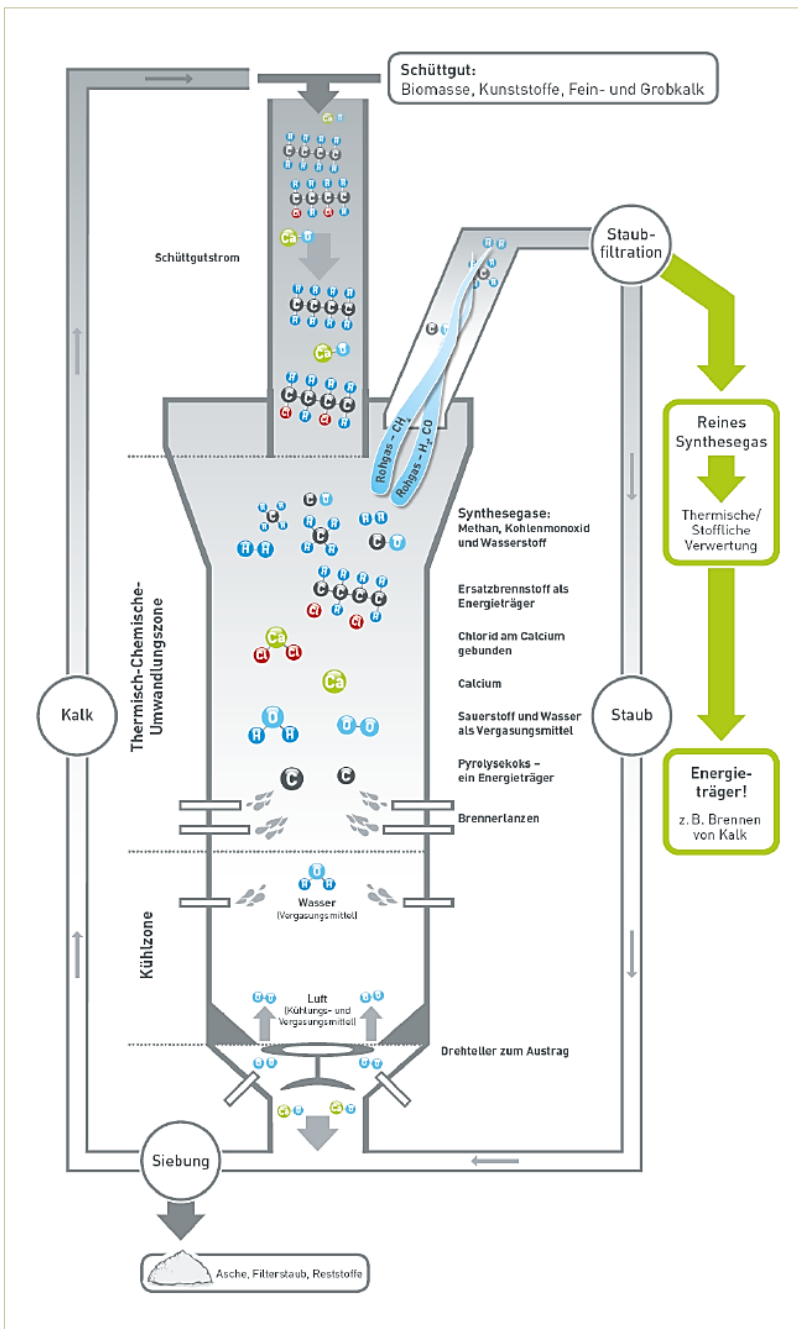 Schüttgut:
Biomasse, Kunststoffe, Fein- und Grobkalk
Schüttgutstrom
Staub-
filtration
Rohgas – CH₄
Rohgas – H₂, CO
Reines
Synthesegas
Thermische/
Stoffliche
Verwertung
Synthesegase:
Methan, Kohlenmonoxid
und Wasserstoff
Ersatzbrennstoff als
Energieträger
Chlorid am Calcium
gebunden
Calcium
Sauerstoff und Wasser
als Vergasungsmittel
Pyrolysekoks –
ein Energieträger
Brennerlanzen
Thermisch-Chemische-
Umwandlungszone
Kalk
Staub
Energie-
träger!
z. B. Brennen
von Kalk
Kühlzone
Wasser
(Vergasungsmittel)
Luft
(Kühlungs- und
Vergasungsmittel)
Drehteller zum Austrag
Siebung
Asche, Filterstaub, Reststoffe